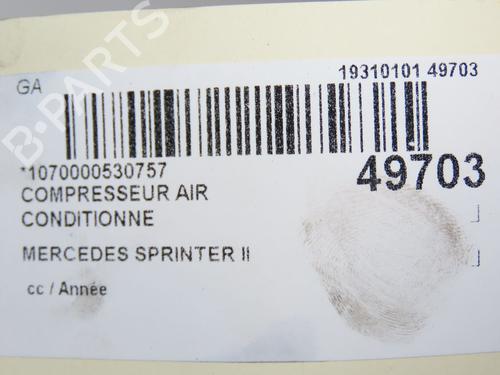 GA
19310101 49703
*1070000530757
49703
COMPRESSEUR AIR
CONDITIONNE
MERCEDES SPRINTER II
cc / Année
B-PARTS